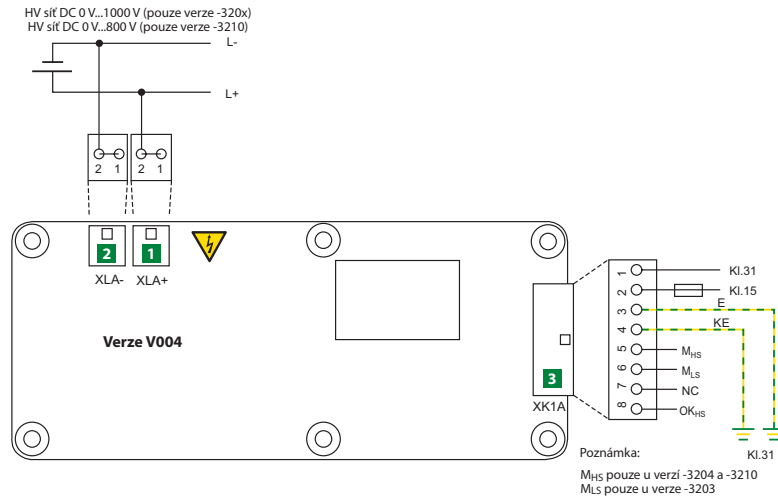 HV síť DC 0 V...1000 V (pouze verze -320x)
HV síť DC 0 V...800 V (pouze verze -3210)
L-
L+
2 1 2 1
2 1
XLA- XLA+
Verze V004
3
XK1A
1 Kl.31
2 Kl.15
3 E
4 KE
5 MHS
6 MLS
7 NC
8 OKHS
Kl.31
Poznámka:
MHS pouze u verzí -3204 a -3210
MLS pouze u verze -3203